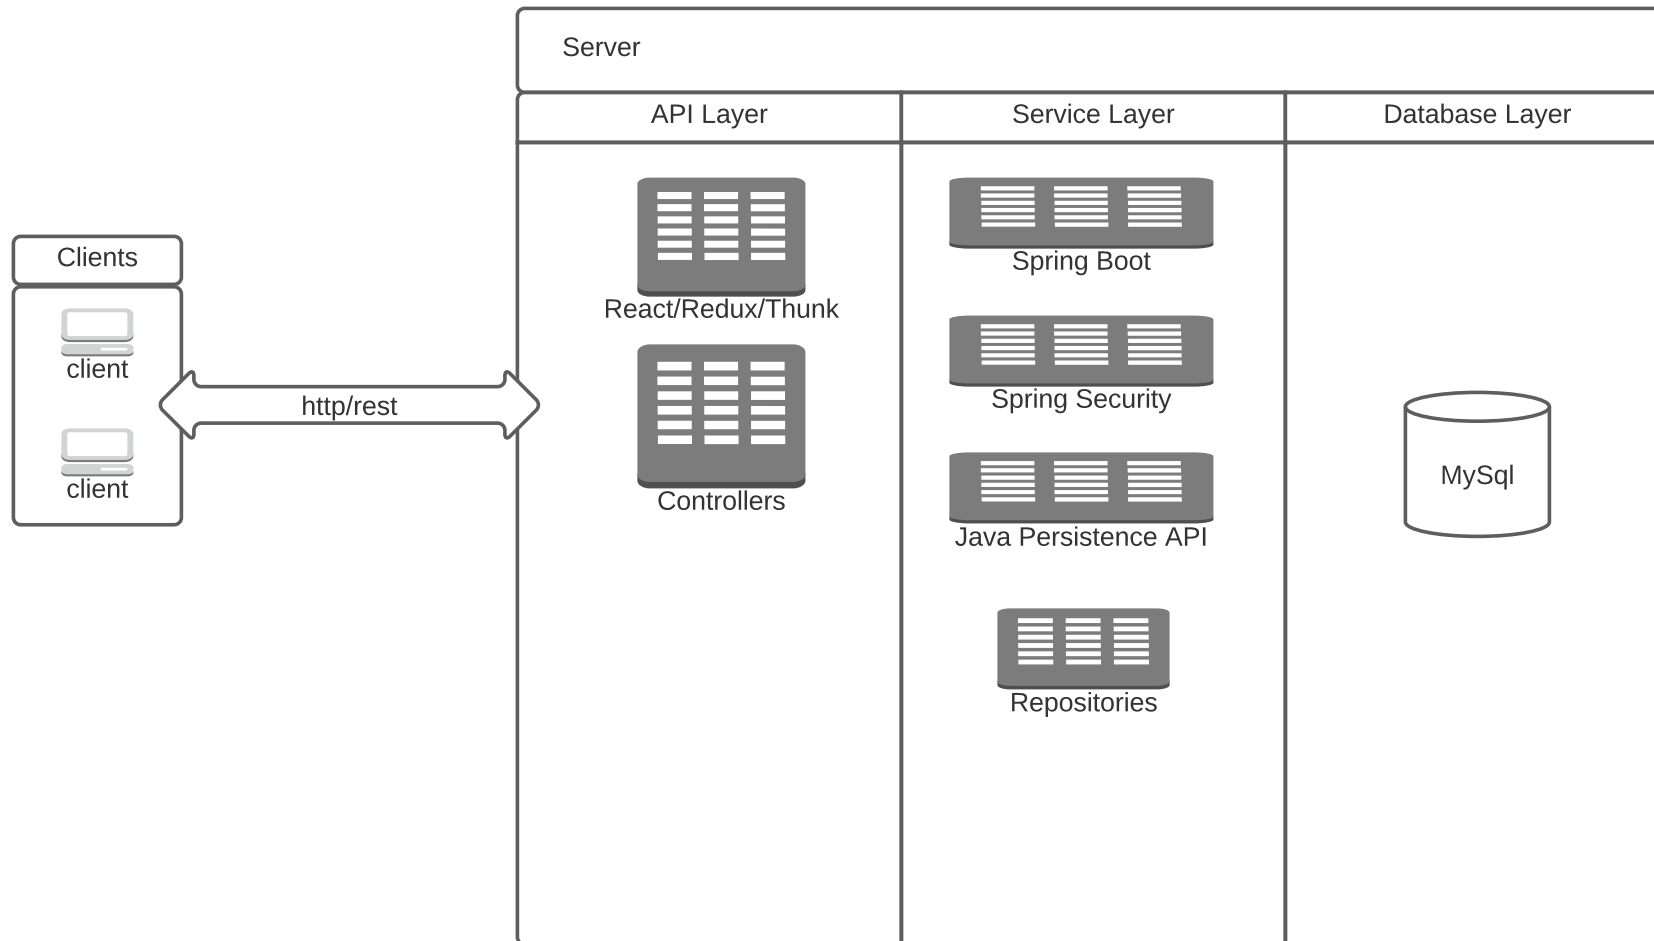 Server
API Layer
Service Layer
Database Layer
Clients
client
client
http/rest
React/Redux/Thunk
Controllers
Spring Boot
Spring Security
Java Persistence API
Repositories
MySql